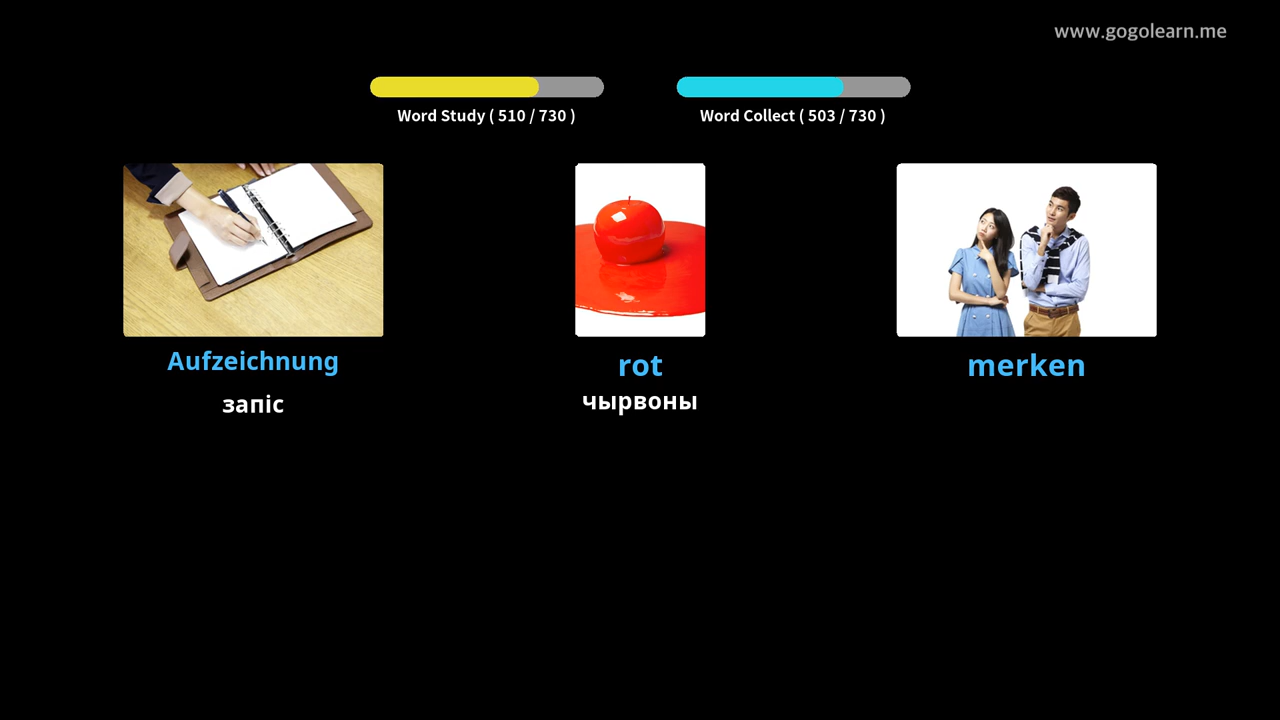 www.gogolearn.me
Word Study ( 510 / 730 )
Word Collect ( 503 / 730 )
Aufzeichnung
запіс
rot
чырвоны
merken